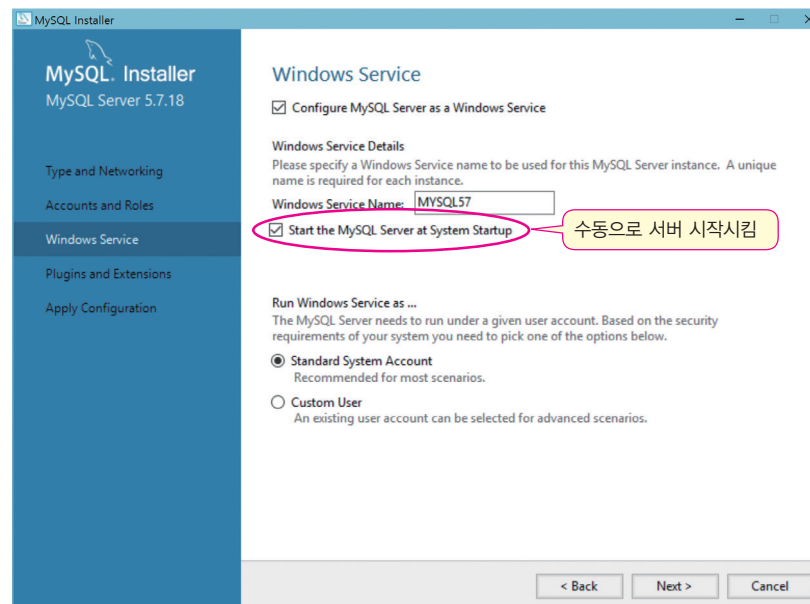 MySQL Installer
MySQL. Installer
MySQL Server 5.7.18
Type and Networking
Accounts and Roles
Windows Service
Plugins and Extensions
Apply Configuration
Windows Service
Configure MySQL Server as a Windows Service
Windows Service Details
Please specify a Windows Service name to be used for this MySQL Server instance. A unique
name is required for each instance.
Windows Service Name: MYSQL57
Start the MySQL Server at System Startup
수동으로 서버 시작시킴
Run Windows Service as ...
The MySQL Server needs to run under a given user account. Based on the security
requirements of your system you need to pick one of the options below.
Standard System Account
Recommended for most scenarios.
Custom User
An existing user account can be selected for advanced scenarios.
< Back Next > Cancel